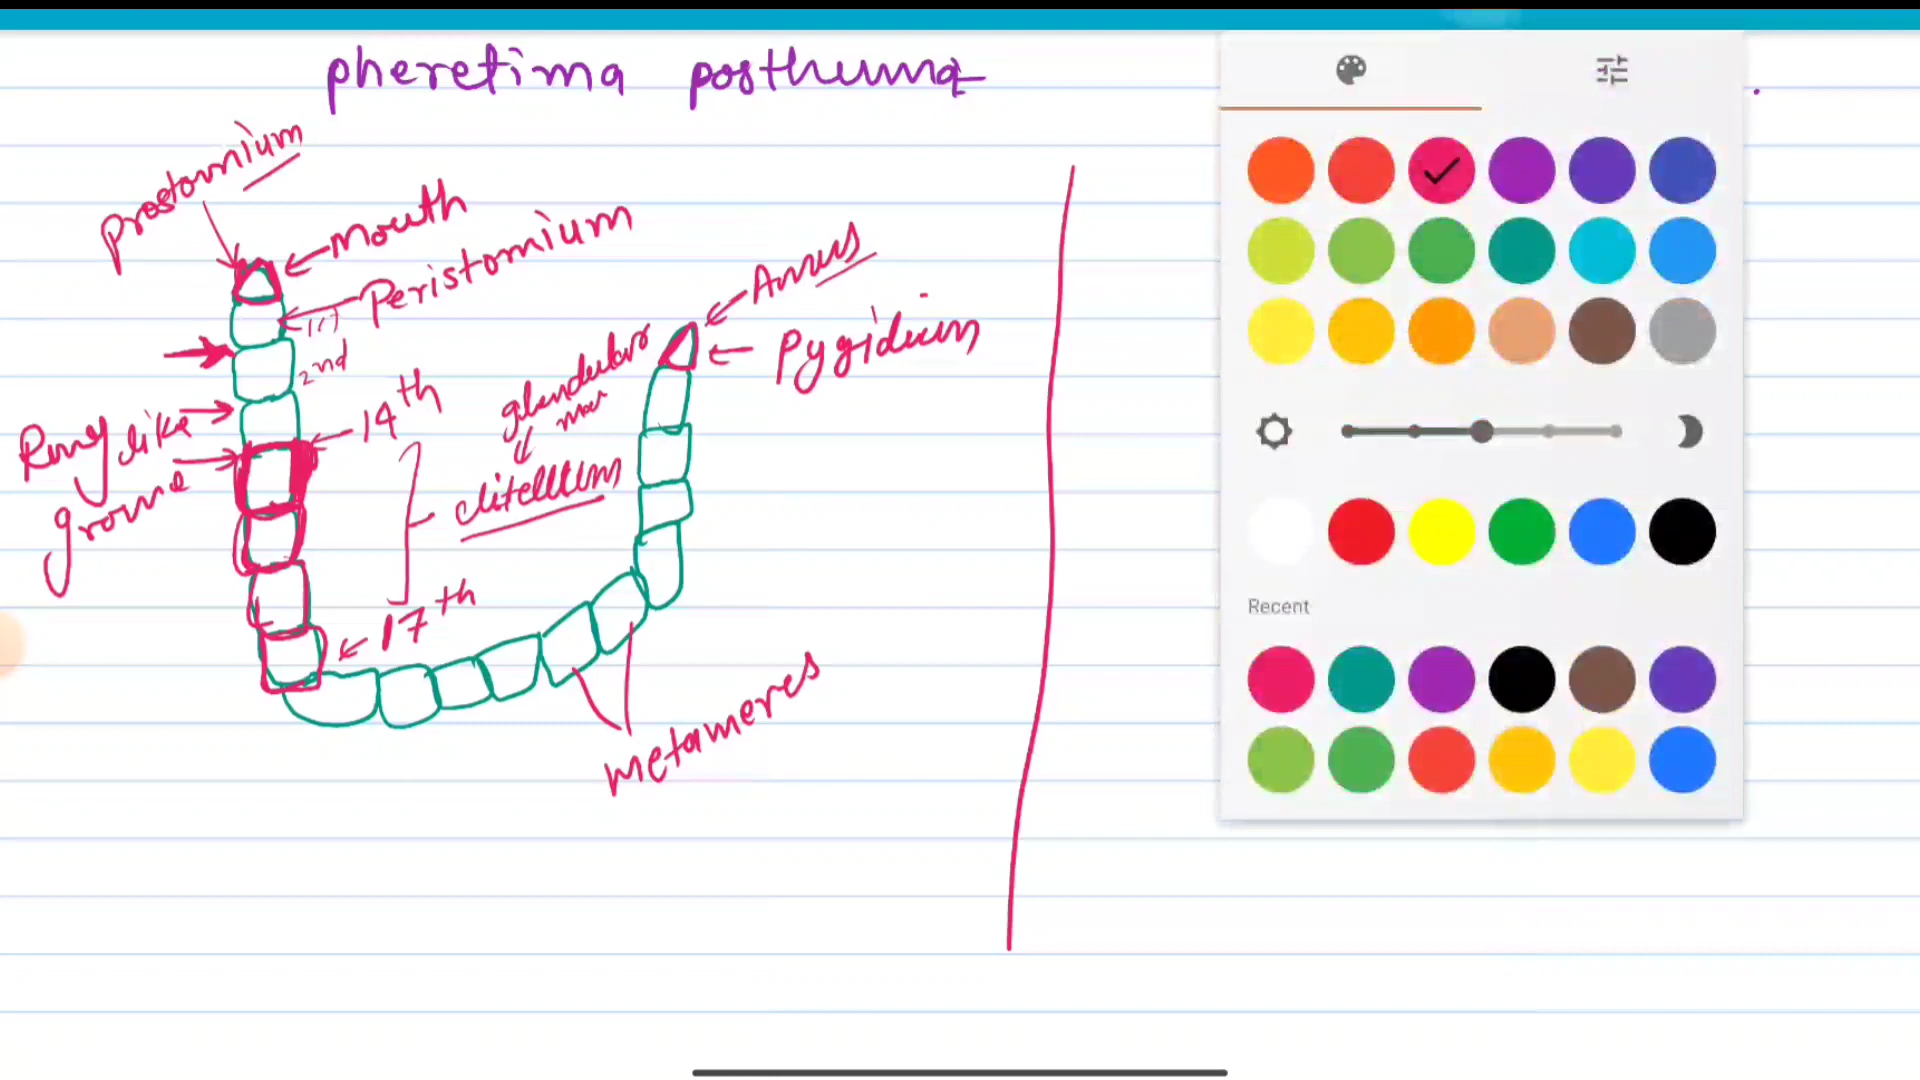 pheretima posthuma
prostomium
mouth
Peristomium
1st
2nd
Anus
Pygidium
glandular
14th
Ring like
groove
clitellum
17th
metameres
Recent